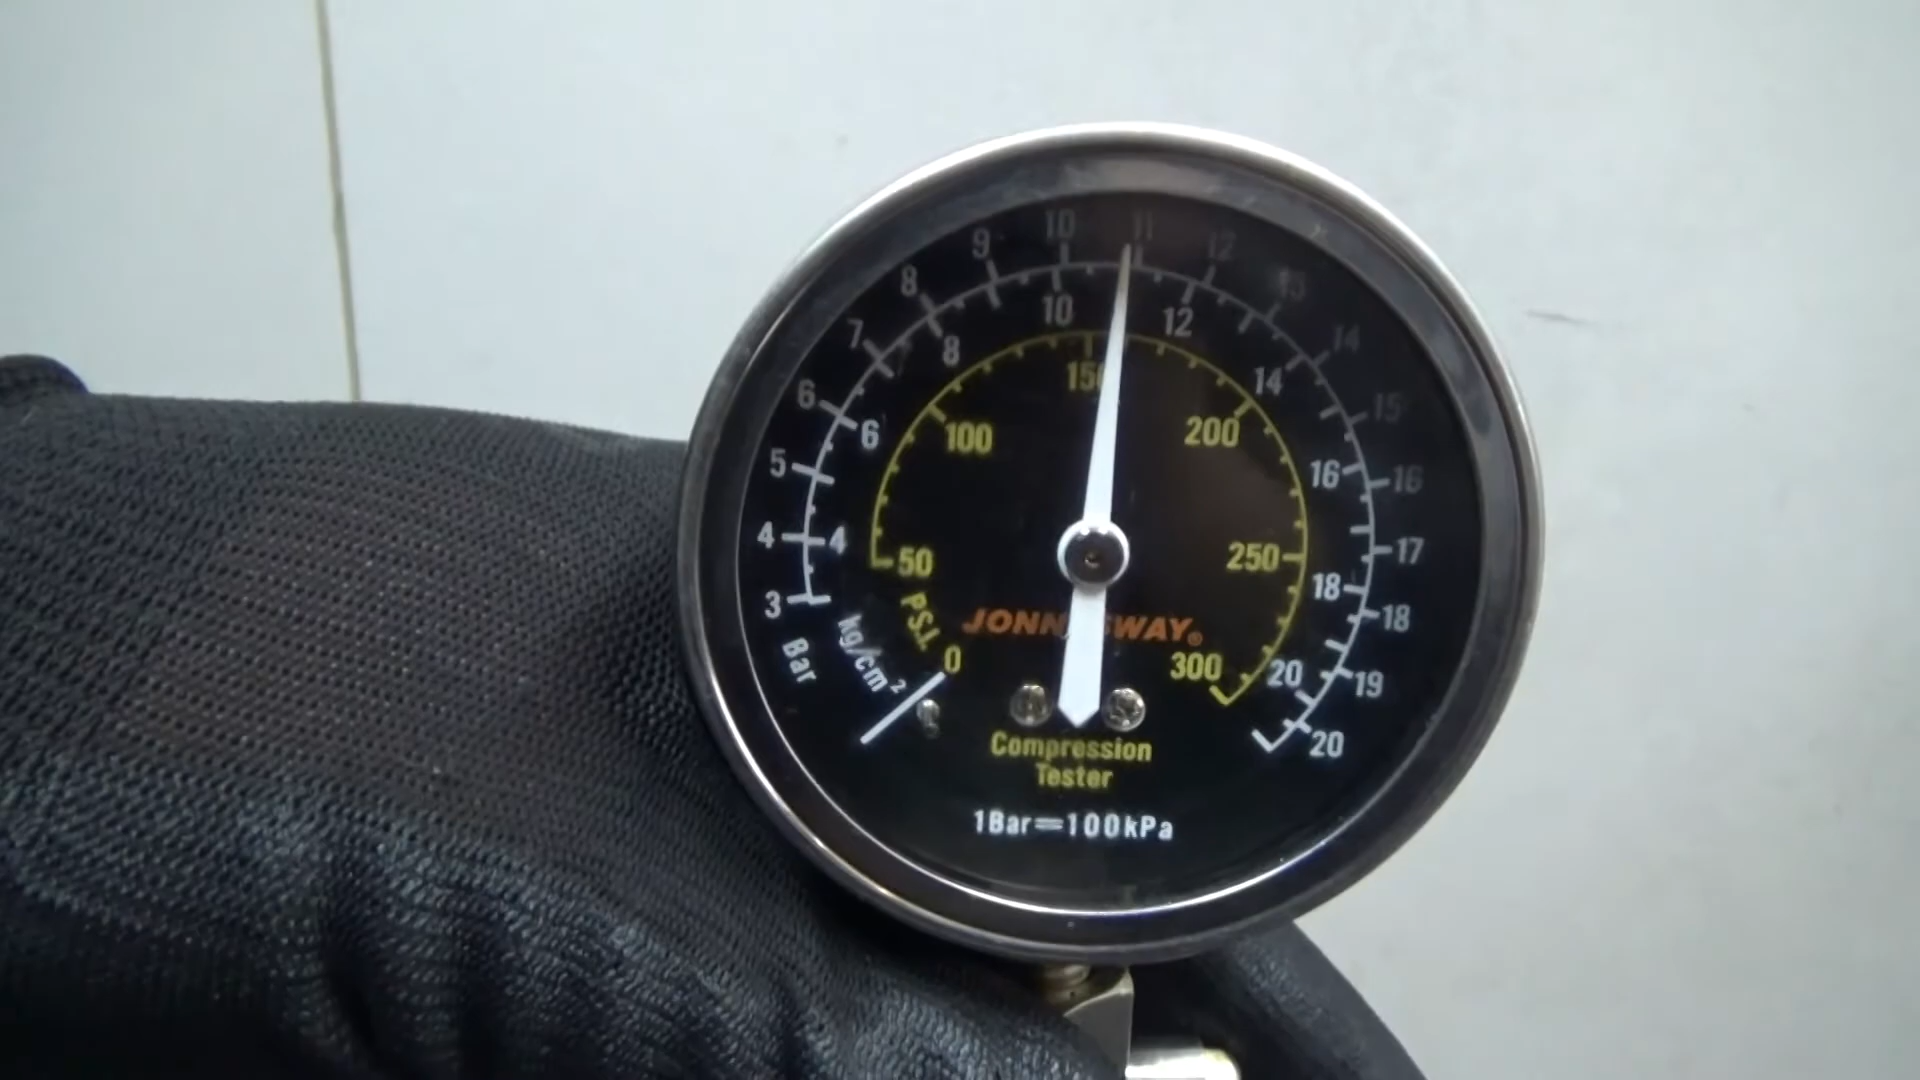 3 4 5 6 7 8 9 10 11 12 13 14 15 16 17 18 19 20
Bar
4 6 8 10 12 14 16 18 20
kg/cm²
0 50 100 150 200 250 300
P.S.I.
JONNESWAY®
Compression
Tester
1Bar=100kPa